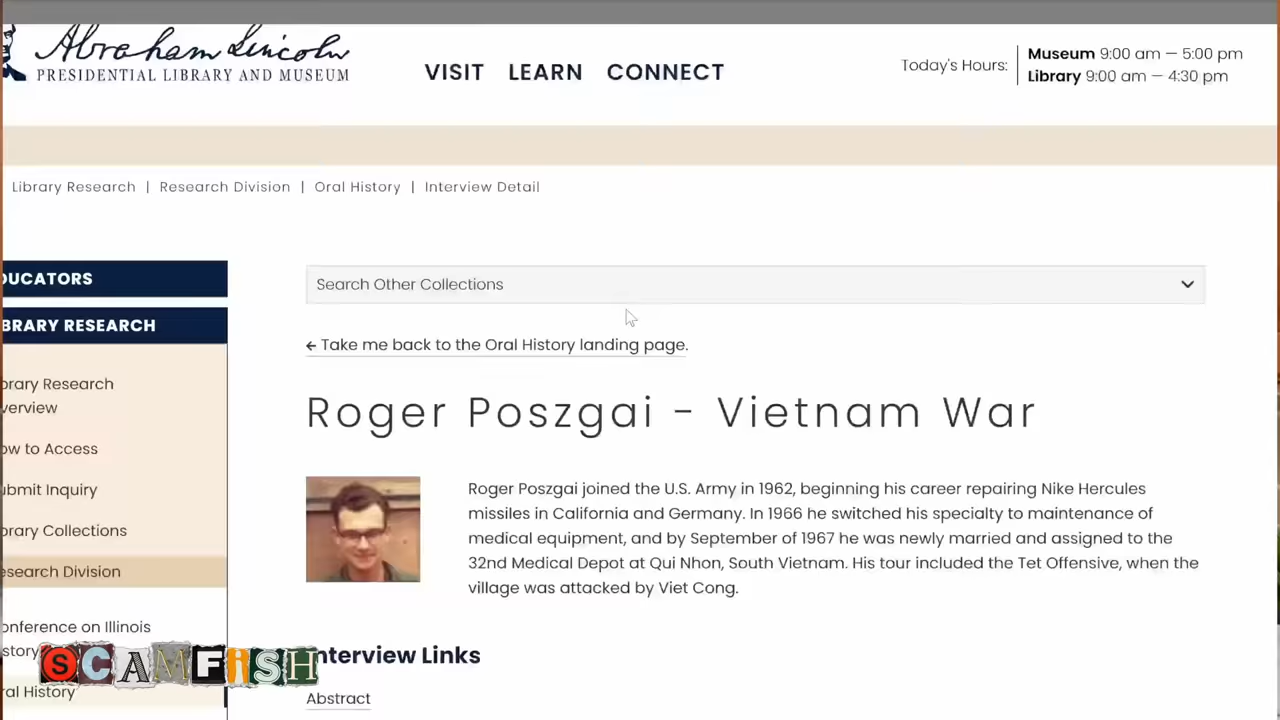 Abraham Lincoln
PRESIDENTIAL LIBRARY AND MUSEUM
VISIT LEARN CONNECT
Today's Hours:
Museum 9:00 am — 5:00 pm
Library 9:00 am — 4:30 pm
Library Research | Research Division | Oral History | Interview Detail
DUCATORS
BRARY RESEARCH
brary Research
verview
ow to Access
ubmit Inquiry
brary Collections
esearch Division
onference on Illinois
story
ral History
Search Other Collections
← Take me back to the Oral History landing page.
Roger Poszgai - Vietnam War
Roger Poszgai joined the U.S. Army in 1962, beginning his career repairing Nike Hercules
missiles in California and Germany. In 1966 he switched his specialty to maintenance of
medical equipment, and by September of 1967 he was newly married and assigned to the
32nd Medical Depot at Qui Nhon, South Vietnam. His tour included the Tet Offensive, when the
village was attacked by Viet Cong.
nterview Links
Abstract
SCAMFISH